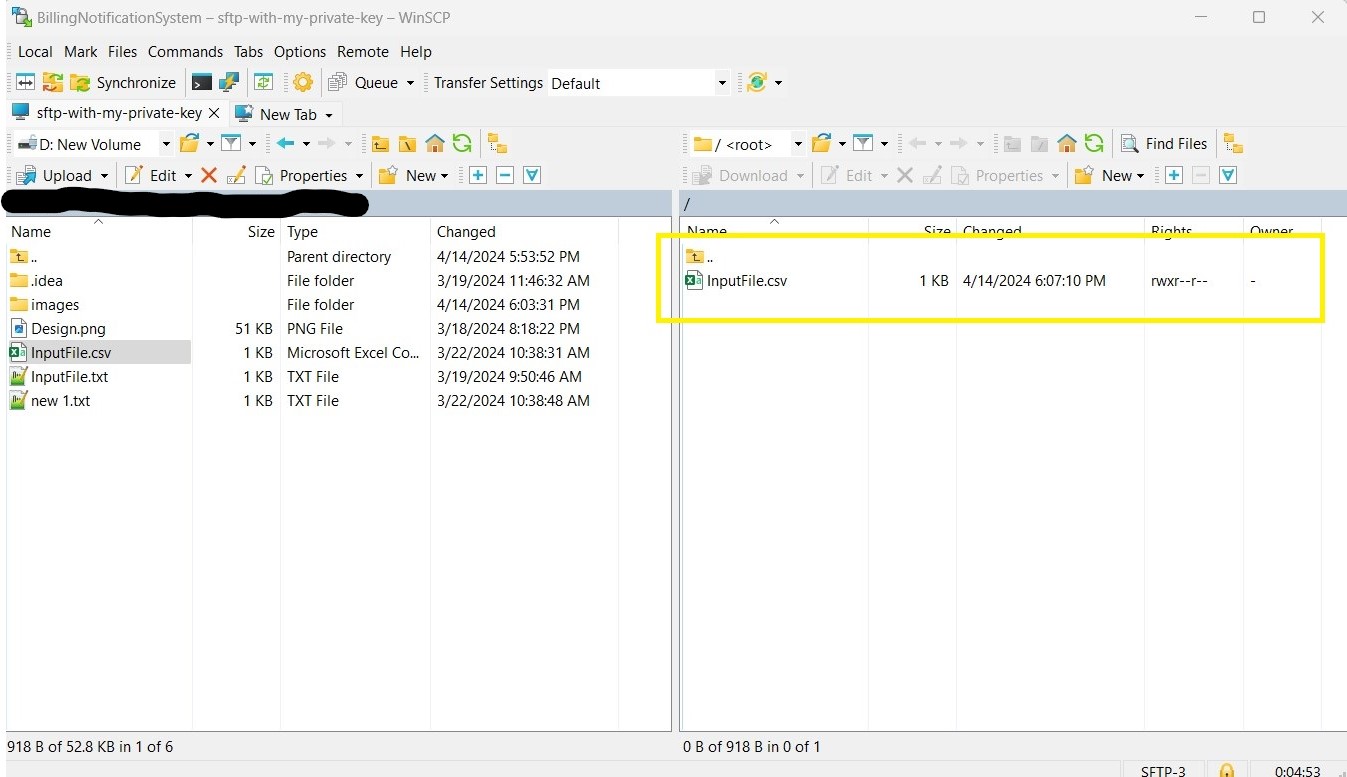 BillingNotificationSystem – sftp-with-my-private-key – WinSCP
Local Mark Files Commands Tabs Options Remote Help
Synchronize Queue Transfer Settings Default
sftp-with-my-private-key New Tab
D: New Volume / <root> Find Files
Upload Edit Properties New Download Edit Properties New
/
Name Size Type Changed Name Size Changed Rights Owner
.. Parent directory 4/14/2024 5:53:52 PM ..
.idea File folder 3/19/2024 11:46:32 AM InputFile.csv 1 KB 4/14/2024 6:07:10 PM rwxr--r-- -
images File folder 4/14/2024 6:03:31 PM
Design.png 51 KB PNG File 3/18/2024 8:18:22 PM
InputFile.csv 1 KB Microsoft Excel Co... 3/22/2024 10:38:31 AM
InputFile.txt 1 KB TXT File 3/19/2024 9:50:46 AM
new 1.txt 1 KB TXT File 3/22/2024 10:38:48 AM
918 B of 52.8 KB in 1 of 6 0 B of 918 B in 0 of 1
SFTP-3 0:04:53